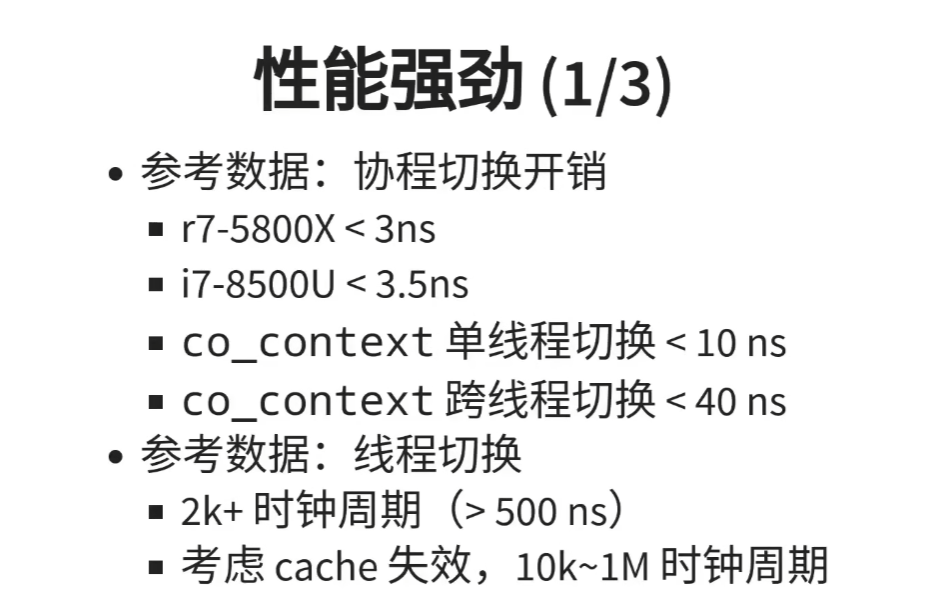 性能强劲 (1/3)
• 参考数据：协程切换开销
▪ r7-5800X < 3ns
▪ i7-8500U < 3.5ns
▪ co_context 单线程切换 < 10 ns
▪ co_context 跨线程切换 < 40 ns
• 参考数据：线程切换
▪ 2k+ 时钟周期（> 500 ns）
▪ 考虑 cache 失效，10k~1M 时钟周期